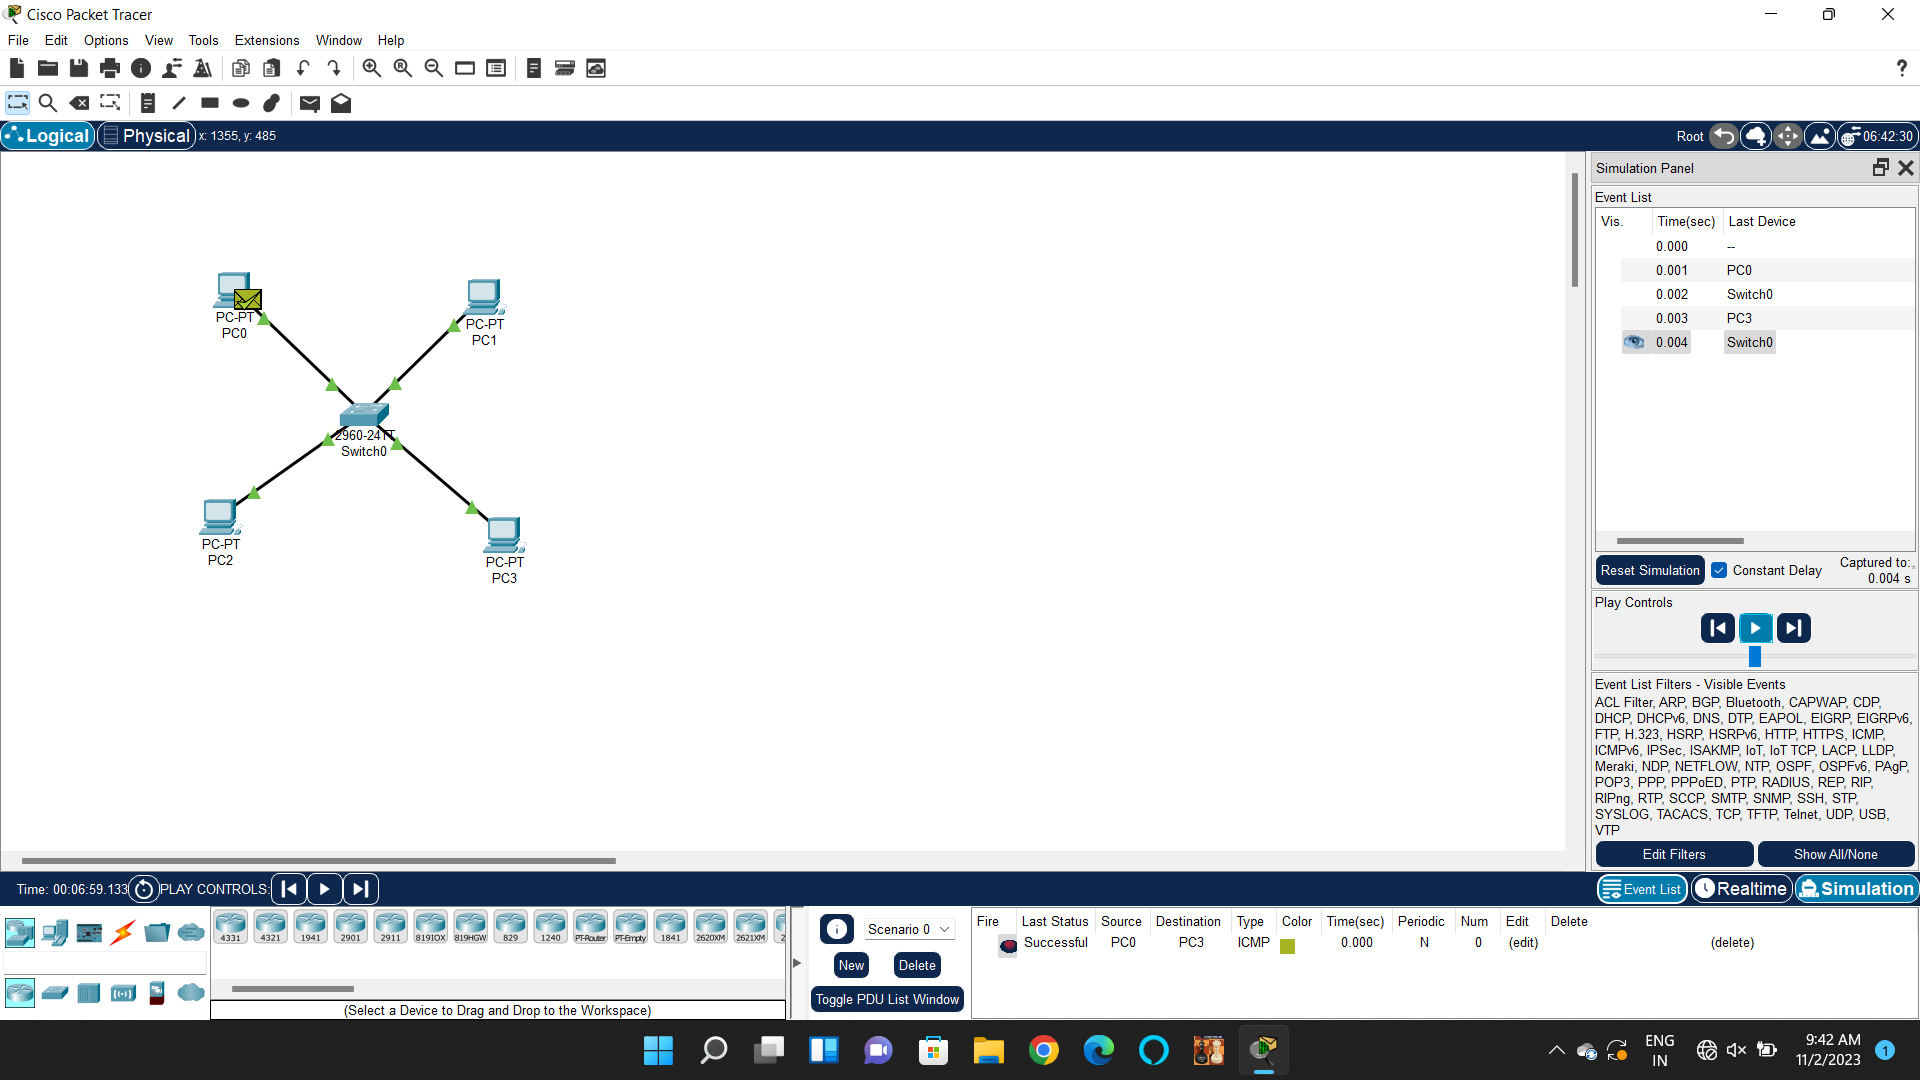 Cisco Packet Tracer
File Edit Options View Tools Extensions Window Help
?
Logical Physical x: 1355, y: 485 Root 06:42:30
Simulation Panel
Event List
Vis. Time(sec) Last Device
0.000 --
0.001 PC0
0.002 Switch0
0.003 PC3
0.004 Switch0
PC-PT
PC0
PC-PT
PC1
2960-24TT
Switch0
PC-PT
PC2
PC-PT
PC3
Reset Simulation Constant Delay Captured to:
0.004 s
Play Controls
Event List Filters - Visible Events
ACL Filter, ARP, BGP, Bluetooth, CAPWAP, CDP,
DHCP, DHCPv6, DNS, DTP, EAPOL, EIGRP, EIGRPv6,
FTP, H.323, HSRP, HSRPv6, HTTP, HTTPS, ICMP,
ICMPv6, IPSec, ISAKMP, IoT, IoT TCP, LACP, LLDP,
Meraki, NDP, NETFLOW, NTP, OSPF, OSPFv6, PAgP,
POP3, PPP, PPPoED, PTP, RADIUS, REP, RIP,
RIPng, RTP, SCCP, SMTP, SNMP, SSH, STP,
SYSLOG, TACACS, TCP, TFTP, Telnet, UDP, USB,
VTP
Edit Filters Show All/None
Time: 00:06:59.133 PLAY CONTROLS: Event List Realtime Simulation
4331 4321 1941 2901 2911 819IOX 819HGW 829 1240 PT-Router PT-Empty 1841 2620XM 2621XM 2
(Select a Device to Drag and Drop to the Workspace)
Scenario 0
New Delete
Toggle PDU List Window
Fire Last Status Source Destination Type Color Time(sec) Periodic Num Edit Delete
Successful PC0 PC3 ICMP 0.000 N 0 (edit) (delete)
ENG
IN
9:42 AM
11/2/2023
1